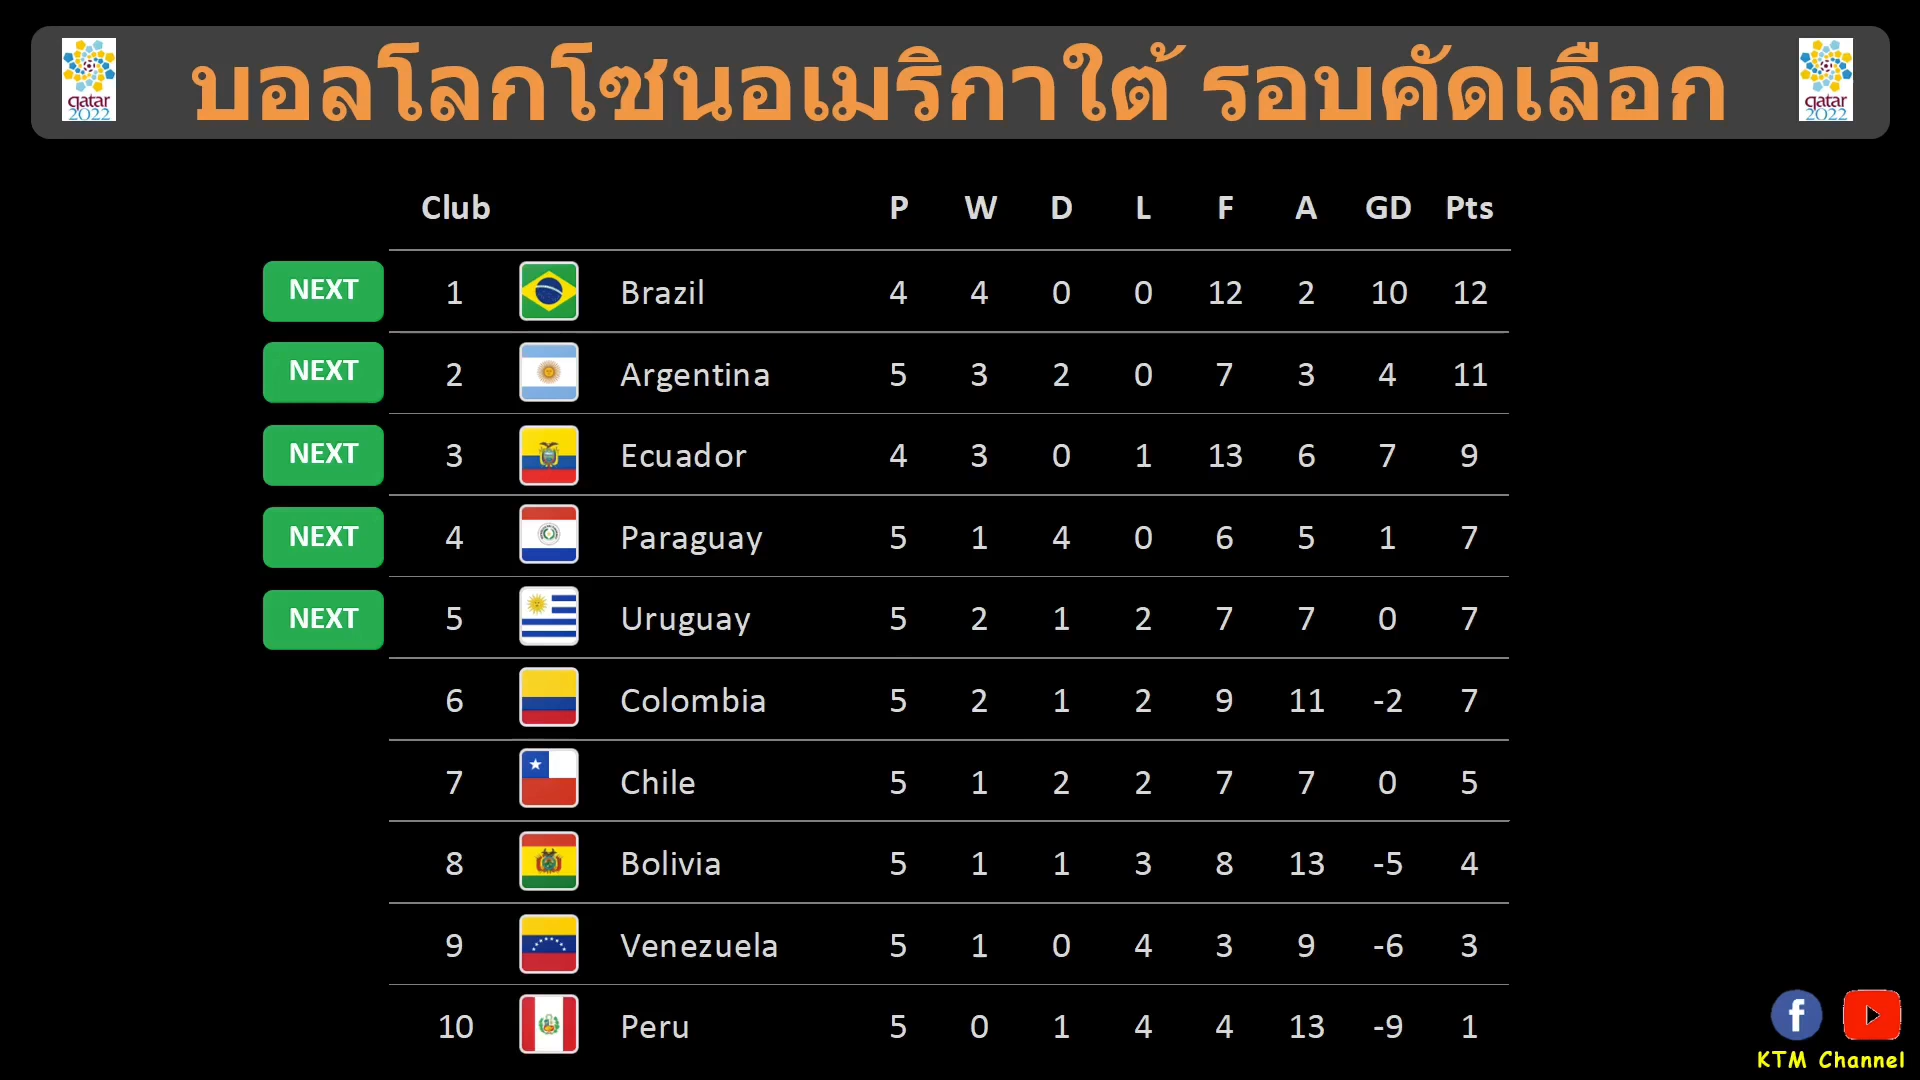 บอลโลกโซนอเมริกาใต้ รอบคัดเลือก
qatar
2022
qatar
2022
Club P W D L F A GD Pts
NEXT 1 Brazil 4 4 0 0 12 2 10 12
NEXT 2 Argentina 5 3 2 0 7 3 4 11
NEXT 3 Ecuador 4 3 0 1 13 6 7 9
NEXT 4 Paraguay 5 1 4 0 6 5 1 7
NEXT 5 Uruguay 5 2 1 2 7 7 0 7
6 Colombia 5 2 1 2 9 11 -2 7
7 Chile 5 1 2 2 7 7 0 5
8 Bolivia 5 1 1 3 8 13 -5 4
9 Venezuela 5 1 0 4 3 9 -6 3
10 Peru 5 0 1 4 4 13 -9 1
f
KTM Channel